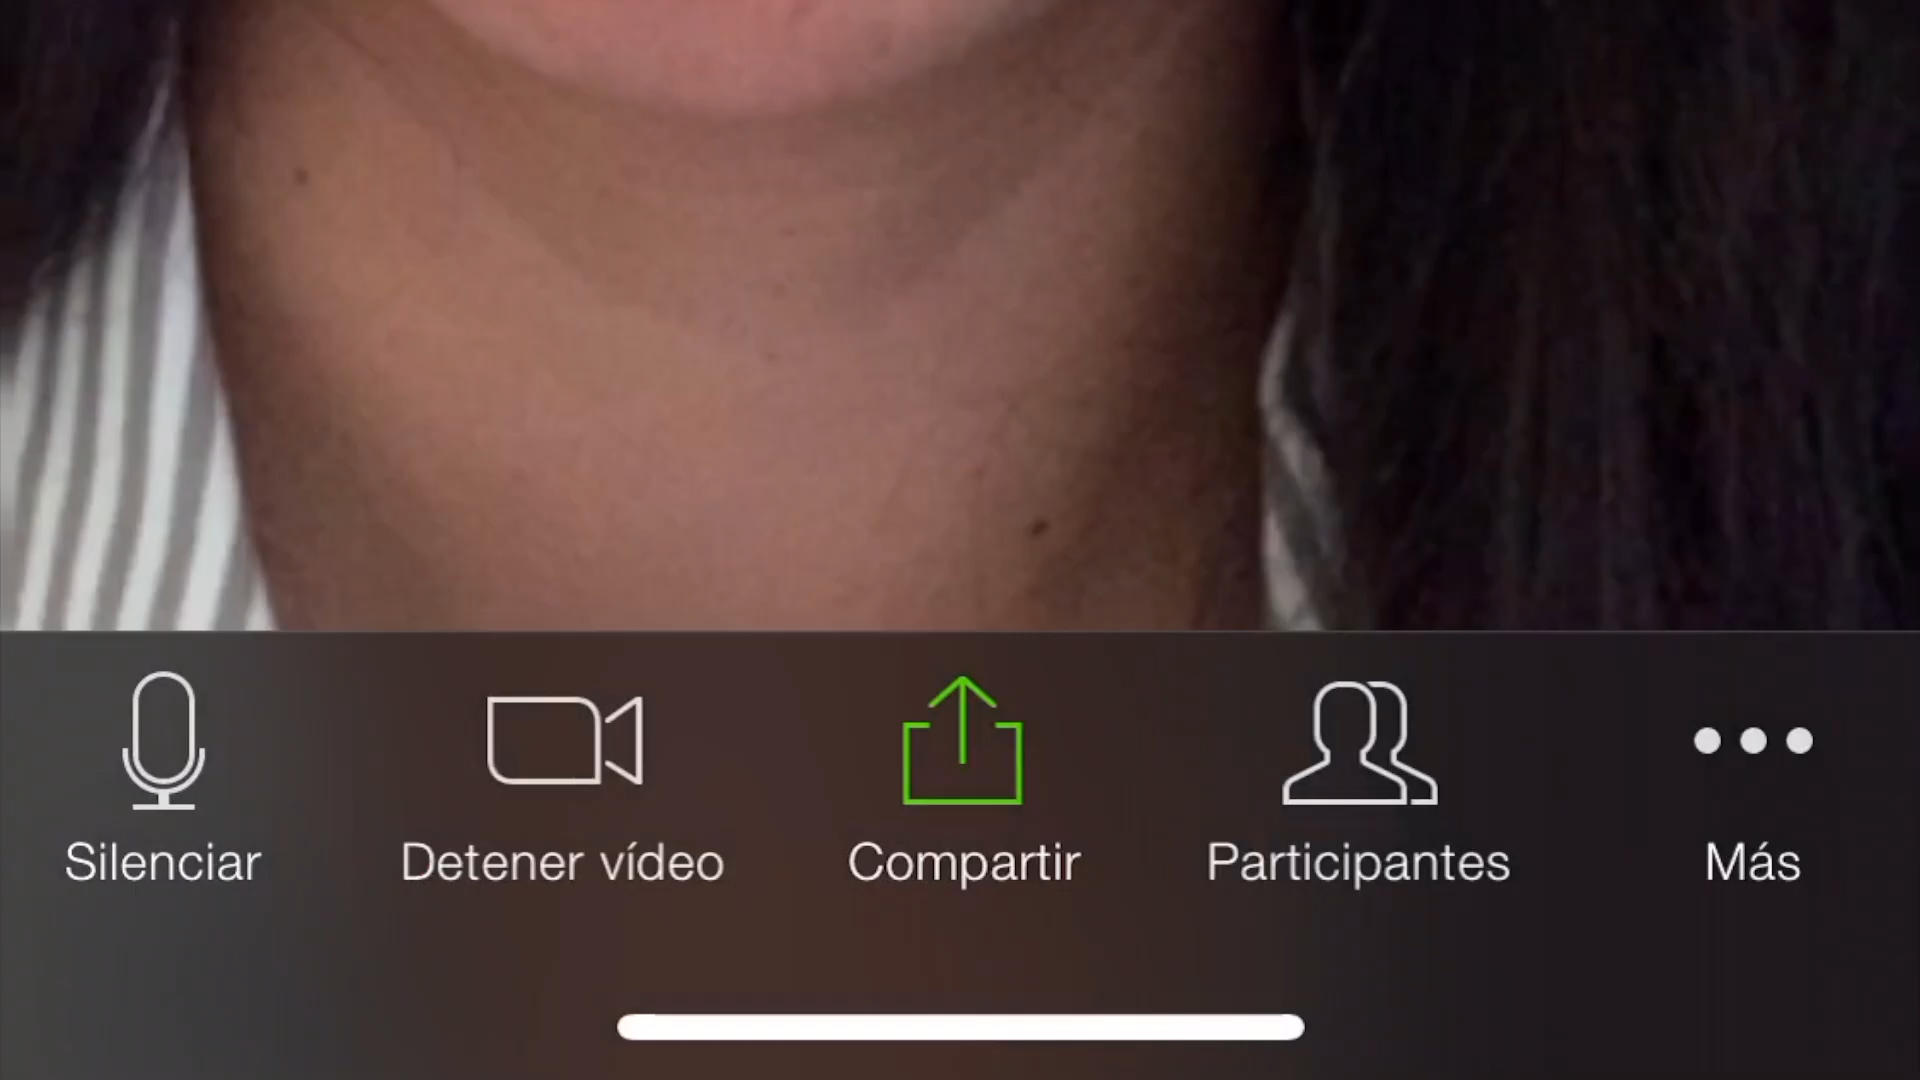 Silenciar
Detener vídeo
Compartir
Participantes
Más